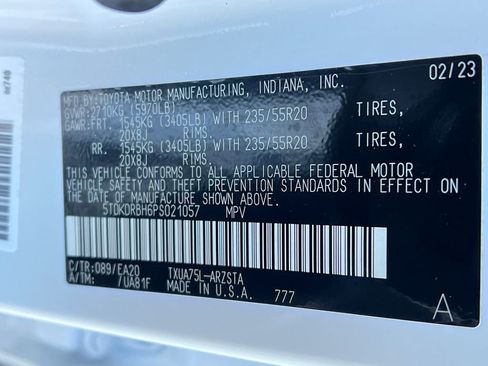 MFD BY: TOYOTA MOTOR MANUFACTURING, INDIANA, INC. 02/23
GVWR: 2710KG (5970LB)
GAWR: FRT. 1545KG (3405LB) WITH 235/55R20 TIRES,
20X8J RIMS.
RR. 1545KG (3405LB) WITH 235/55R20 TIRES,
20X8J RIMS.
THIS VEHICLE CONFORMS TO ALL APPLICABLE FEDERAL MOTOR
VEHICLE SAFETY AND THEFT PREVENTION STANDARDS IN EFFECT ON
THE DATE OF MANUFACTURE SHOWN ABOVE.
5TDKDRBH6PS021057 MPV
C/TR: 089/EA20 TXUA75L-ARZSTA
A/TM: /UA81F MADE IN U.S.A. 777
A